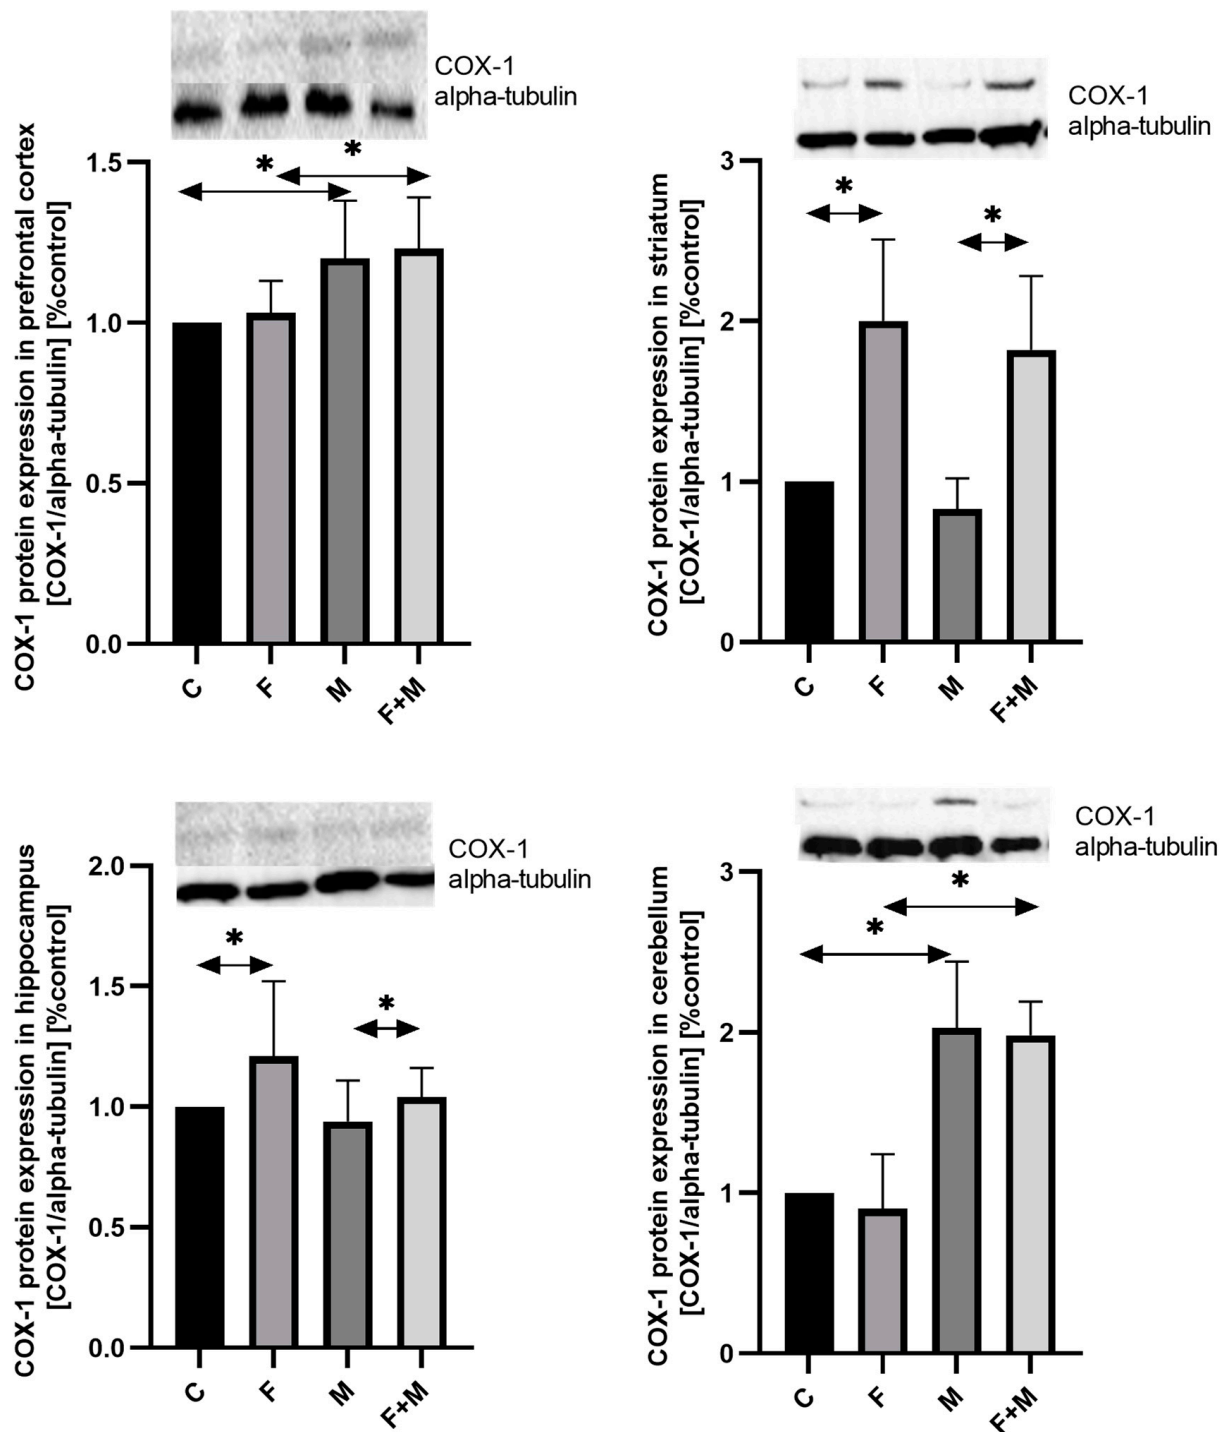 COX-1
alpha-tubulin
COX-1 protein expression in prefrontal cortex
[COX-1/alpha-tubulin] [%control]
1.5
1.0
0.5
0.0
*
*
C
F
M
F+M
COX-1
alpha-tubulin
COX-1 protein expression in striatum
[COX-1/alpha-tubulin] [%control]
3
2
1
0
*
*
C
F
M
F+M
COX-1
alpha-tubulin
COX-1 protein expression in hippocampus
[COX-1/alpha-tubulin] [%control]
2.0
1.5
1.0
0.5
0.0
*
*
C
F
M
F+M
COX-1
alpha-tubulin
COX-1 protein expression in cerebellum
[COX-1/alpha-tubulin] [%control]
3
2
1
0
*
*
C
F
M
F+M